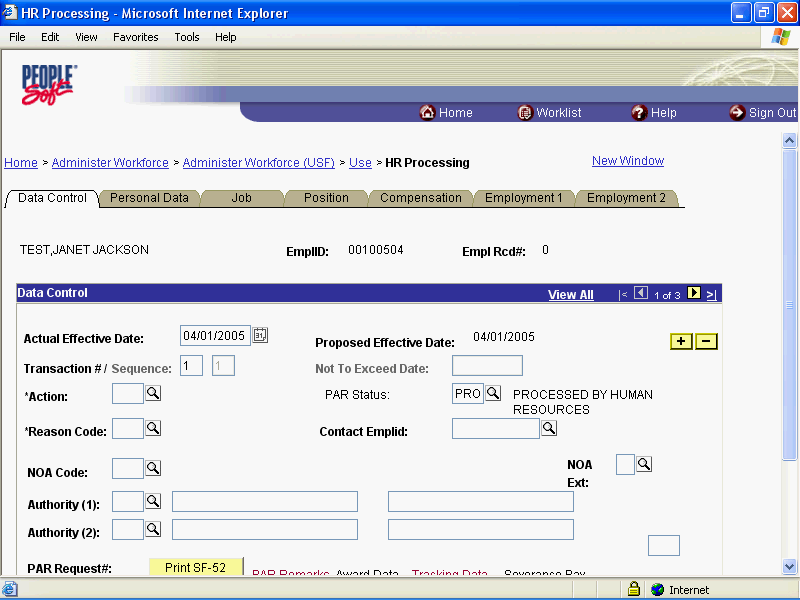 HR Processing - Microsoft Internet Explorer
File Edit View Favorites Tools Help
PEOPLE
Soft
Home Worklist Help Sign Out
Home > Administer Workforce > Administer Workforce (USF) > Use > HR Processing New Window
Data Control Personal Data Job Position Compensation Employment 1 Employment 2
TEST,JANET JACKSON EmplID: 00100504 Empl Rcd#: 0
Data Control View All |< 1 of 3 >|
Actual Effective Date: 04/01/2005 Proposed Effective Date: 04/01/2005 + −
Transaction # / Sequence: 1 1 Not To Exceed Date:
*Action: PAR Status: PRO PROCESSED BY HUMAN
RESOURCES
*Reason Code: Contact Emplid:
NOA Code: NOA
Ext:
Authority (1):
Authority (2):
PAR Request#: Print SF-52 PAR Remarks Award Data Tracking Data Severance Pay
Internet